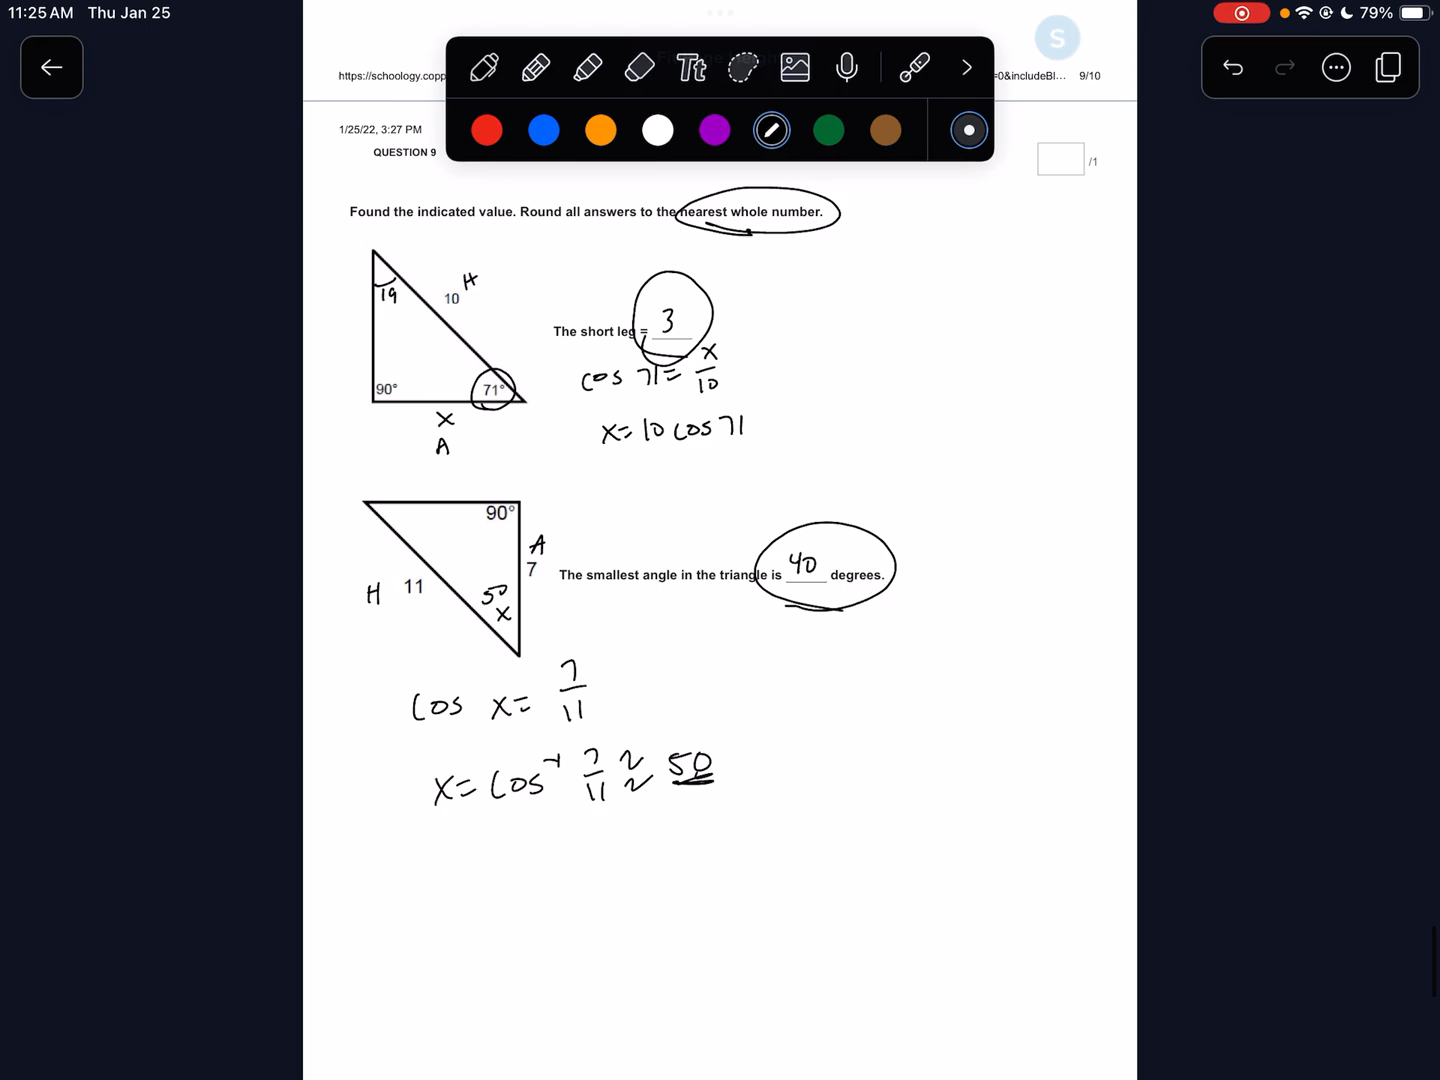 11:25 AM Thu Jan 25
79%
S
Tt
https://schoology.copp
=0&includeBl... 9/10
1/25/22, 3:27 PM
QUESTION 9
/1
Found the indicated value. Round all answers to the nearest whole number.
19
10 H
The short leg = 3
90°
71°
cos 71 = x/10
x
A
x = 10 cos 71
90°
A
7
The smallest angle in the triangle is 40 degrees.
H 11
50
x
cos x = 7/11
x = cos⁻¹ 7/11 ≈ 50